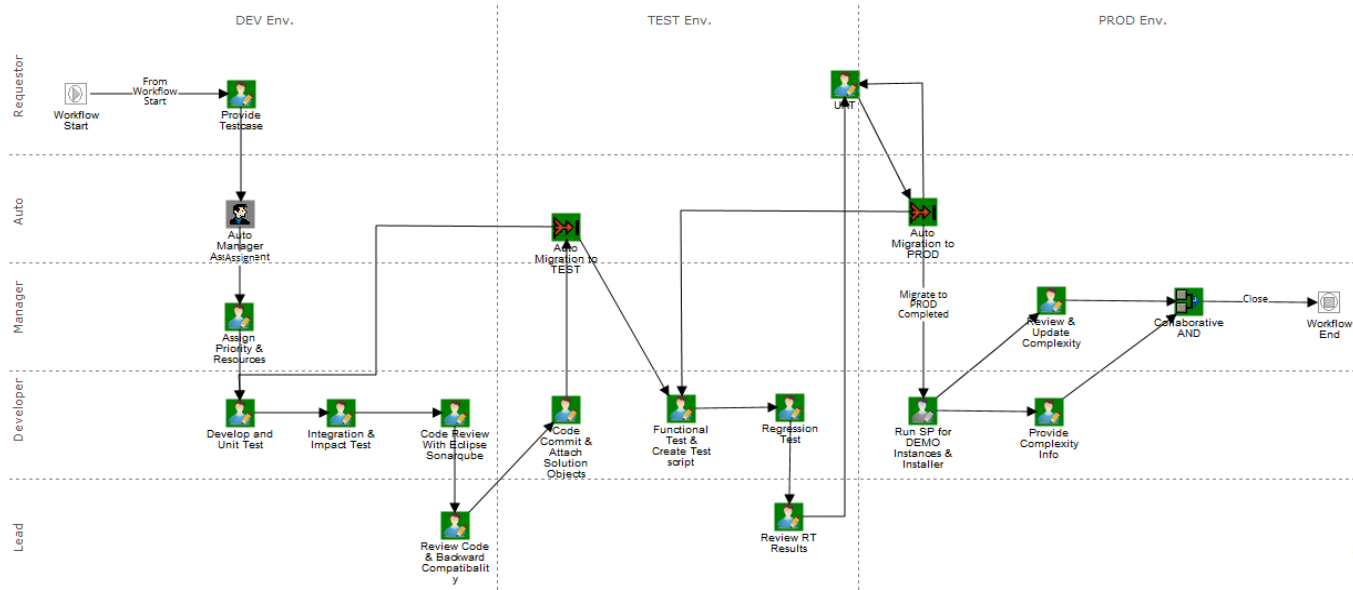 DEV Env.
TEST Env.
PROD Env.
Requestor
Workflow
Start
From
Workflow
Start
Provide
Testcase
UAT
Auto
Auto
Manager
Assign
Auto
Migration to
TEST
Auto
Migration to
PROD
Manager
Assign
Priority &
Resources
Migrate to
PROD
Completed
Review &
Update
Complexity
Collaborative
AND
Close
Workflow
End
Developer
Develop and
Unit Test
Integration &
Impact Test
Code Review
With Eclipse
Sonarqube
Code
Commit &
Attach
Solution
Objects
Functional
Test &
Create Test
script
Regression
Test
Run SP for
DEMO
Instances &
Installer
Provide
Complexity
Info
Lead
Review Code
& Backward
Compatibalit
y
Review RT
Results